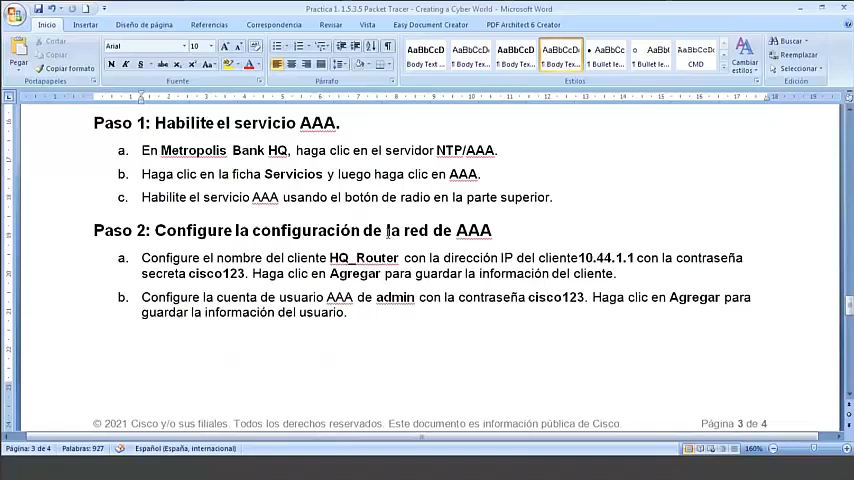 Practica 1. 1.5.3.5 Packet Tracer - Creating a Cyber World - Microsoft Word
Inicio Insertar Diseño de página Referencias Correspondencia Revisar Vista Easy Document Creator PDF Architect 6 Creator
Pegar
Cortar
Copiar
Copiar formato
Portapapeles
Arial 10
Fuente
Párrafo
AaBbCcD AaBbCcD AaBbCcD AaBbCcDc AaBbCc AaBbC AaBbCcDc
Body Text ... ¶ Body Tex... ¶ Body Tex... ¶ Body Tex... ¶ Bullet le... ¶ Bullet le... CMD
Cambiar estilos
Estilos
Buscar
Reemplazar
Seleccionar
Edición
Paso 1: Habilite el servicio AAA.
a. En Metropolis Bank HQ, haga clic en el servidor NTP/AAA.
b. Haga clic en la ficha Servicios y luego haga clic en AAA.
c. Habilite el servicio AAA usando el botón de radio en la parte superior.
Paso 2: Configure la configuración de la red de AAA
a. Configure el nombre del cliente HQ_Router con la dirección IP del cliente10.44.1.1 con la contraseña
secreta cisco123. Haga clic en Agregar para guardar la información del cliente.
b. Configure la cuenta de usuario AAA de admin con la contraseña cisco123. Haga clic en Agregar para
guardar la información del usuario.
© 2021 Cisco y/o sus filiales. Todos los derechos reservados. Este documento es información pública de Cisco. Página 3 de 4
Página: 3 de 4 Palabras: 927 Español (España, internacional) 160%